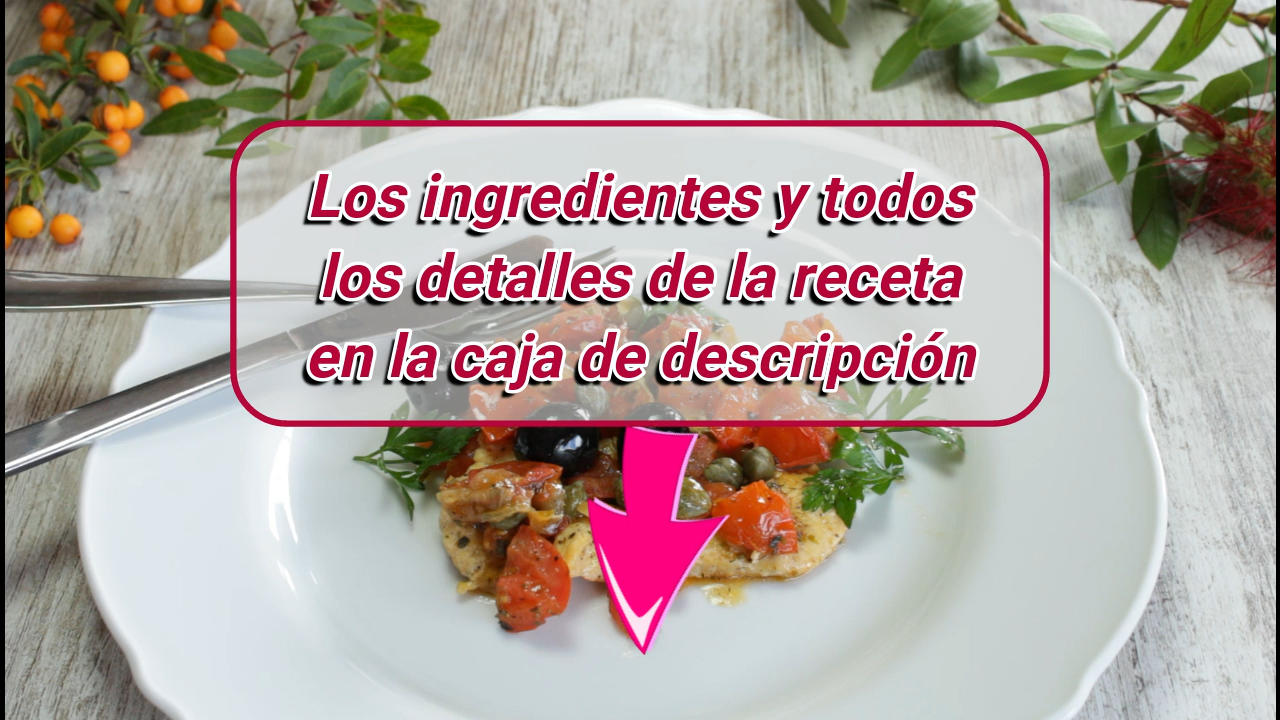 Los ingredientes y todos
los detalles de la receta
en la caja de descripción